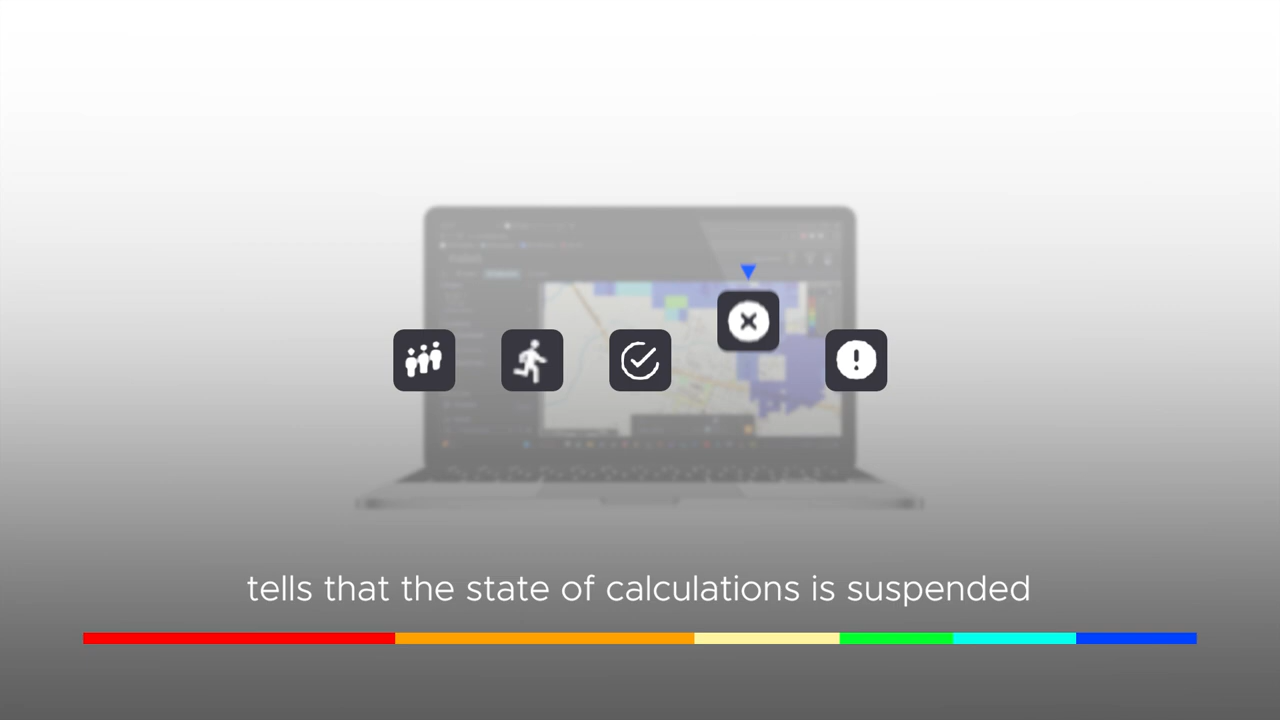 tells that the state of calculations is suspended